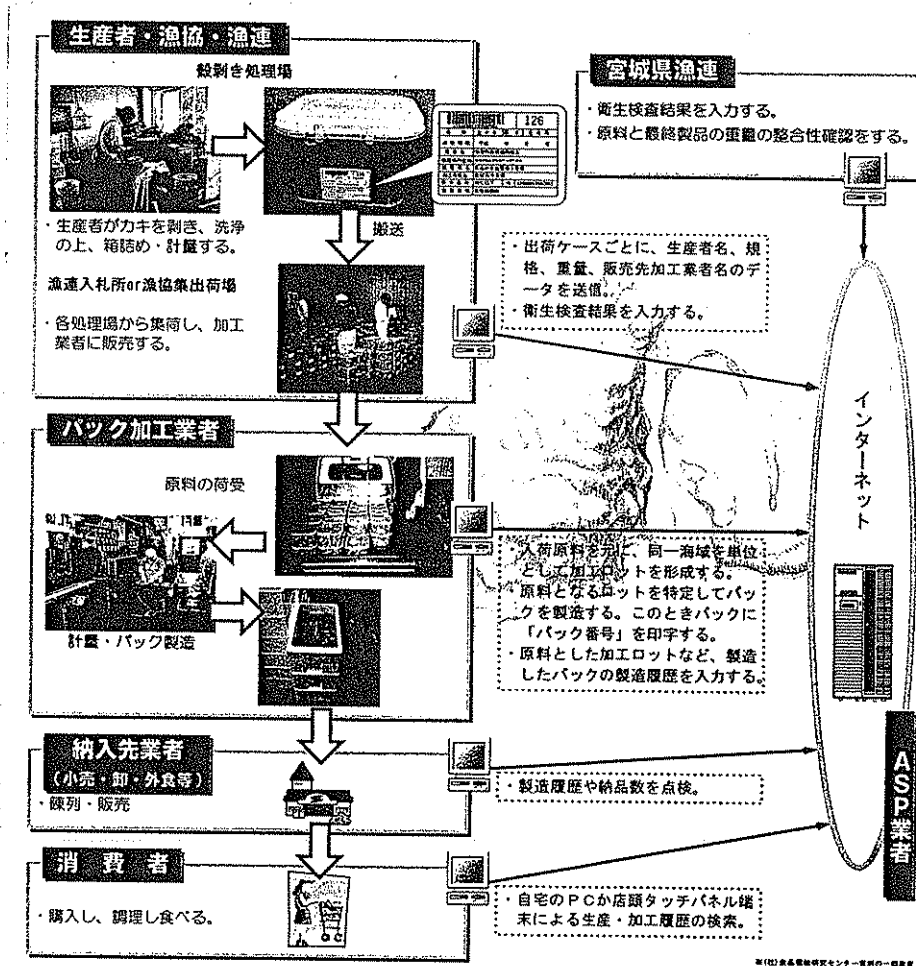 生産者・漁協・漁連
殻剥き処理場
126
・生産者がカキを剥き、洗浄
の上、箱詰め・計量する。
搬送
漁連入札所or漁協集出荷場
・各処理場から集荷し、加工
業者に販売する。
宮城県漁連
・衛生検査結果を入力する。
・原料と最終製品の重量の整合性確認をする。
・出荷ケースごとに、生産者名、規
格、重量、販売先加工業者名のデ
ータを送信。
・衛生検査結果を入力する。
パック加工業者
原料の荷受
計量・パック製造
・入荷原料を元に、同一海域を単位
として加工ロットを形成する。
・原料となるロットを特定してパッ
クを製造する。このときパックに
「パック番号」を印字する。
・原料とした加工ロットなど、製造
したパックの製造履歴を入力する。
インターネット
ASP業者
納入先業者
(小売・卸・外食等)
・陳列・販売
・製造履歴や納品数を点検。
消費者
・購入し、調理し食べる。
・自宅のPCか店頭タッチパネル端
末による生産・加工履歴の検索。